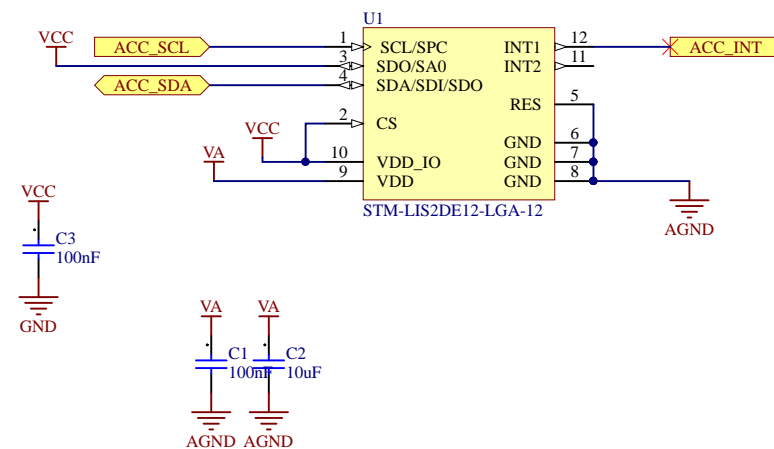 U1
VCC
ACC_SCL
1
SCL/SPC
INT1
12
ACC_INT
3
SDO/SA0
INT2
11
ACC_SDA
4
SDA/SDI/SDO
RES
5
2
CS
VCC
GND
6
VA
10
VDD_IO
GND
7
9
VDD
GND
8
STM-LIS2DE12-LGA-12
AGND
VCC
C3
100nF
GND
VA
VA
C1
100nF
C2
10uF
AGND
AGND